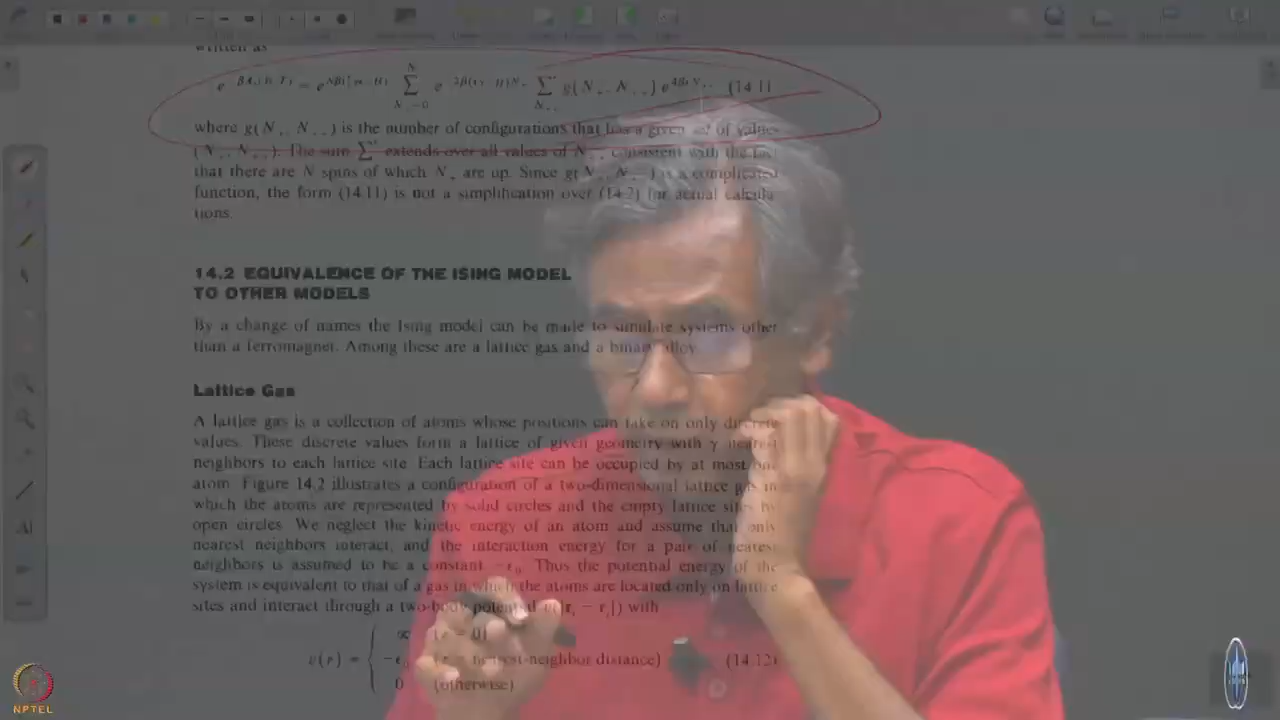 written as
where g(N₊, N₊₊) is the number of configurations that has a given set of values
(N₊, N₊₊). The sum ∑′ extends over all values of N₊₊ consistent with the fact
that there are N spins of which N₊ are up. Since g(N₊, N₊₊) is a complicated
function, the form (14.11) is not a simplification over (14.2) for actual calcula-
tions.
14.2 EQUIVALENCE OF THE ISING MODEL
TO OTHER MODELS
By a change of names the Ising model can be made to simulate systems other
than a ferromagnet. Among these are a lattice gas and a binary alloy.
Lattice Gas
A lattice gas is a collection of atoms whose positions can take on only discrete
values. These discrete values form a lattice of given geometry with γ nearest
neighbors to each lattice site. Each lattice site can be occupied by at most one
atom. Figure 14.2 illustrates a configuration of a two-dimensional lattice gas in
which the atoms are represented by solid circles and the empty lattice sites by
open circles. We neglect the kinetic energy of an atom and assume that only
nearest neighbors interact, and the interaction energy for a pair of nearest
neighbors is assumed to be a constant −ε₀. Thus the potential energy of the
system is equivalent to that of a gas in which the atoms are located only on lattice
sites and interact through a two-body potential v(|rᵢ − rⱼ|) with
∞ (r = 0)
v(r) = { −ε₀ (r = nearest-neighbor distance) (14.12)
0 (otherwise)
AI
NPTEL